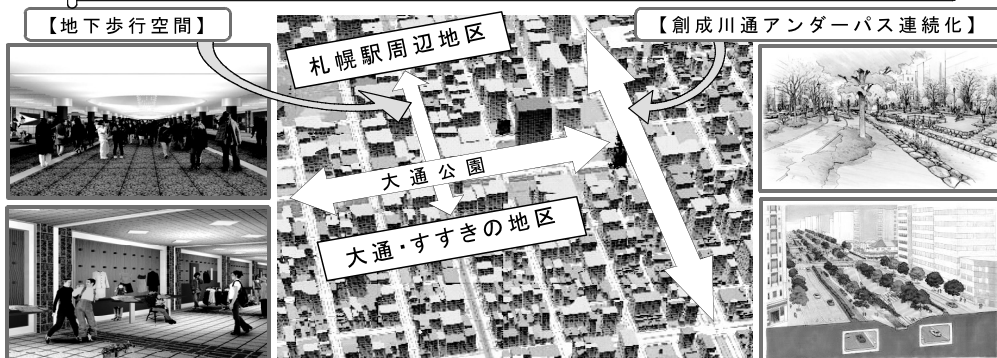 【地下歩行空間】
【創成川通アンダーパス連続化】
札幌駅周辺地区
大通公園
大通・すすきの地区